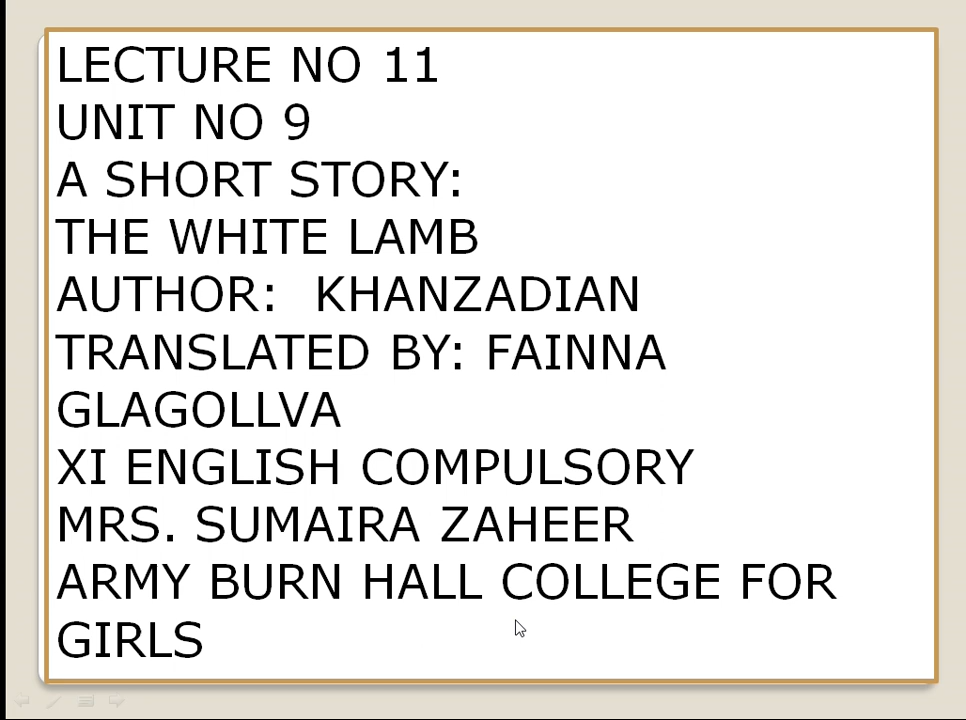 LECTURE NO 11
UNIT NO 9
A SHORT STORY:
THE WHITE LAMB
AUTHOR:  KHANZADIAN
TRANSLATED BY: FAINNA
GLAGOLLVA
XI ENGLISH COMPULSORY
MRS. SUMAIRA ZAHEER
ARMY BURN HALL COLLEGE FOR
GIRLS